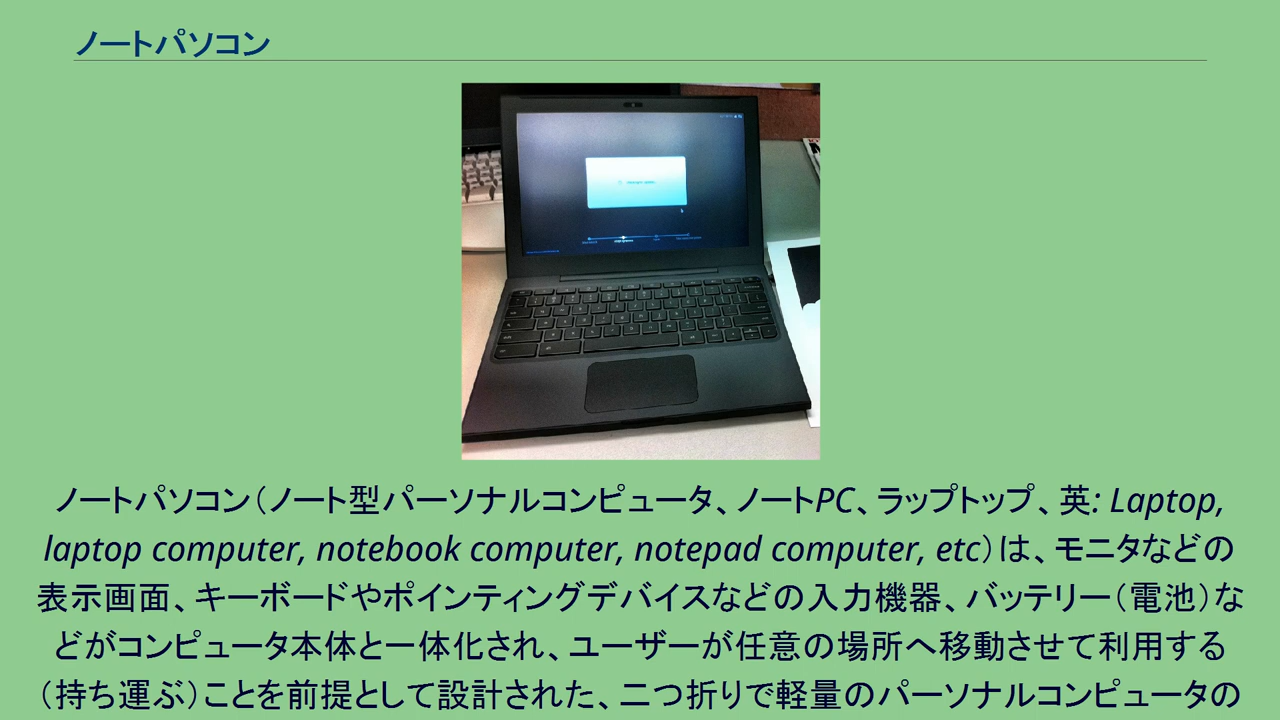 ノートパソコン
ノートパソコン（ノート型パーソナルコンピュータ、ノートPC、ラップトップ、英: Laptop,
laptop computer, notebook computer, notepad computer, etc）は、モニタなどの
表示画面、キーボードやポインティングデバイスなどの入力機器、バッテリー（電池）な
どがコンピュータ本体と一体化され、ユーザーが任意の場所へ移動させて利用する
（持ち運ぶ）ことを前提として設計された、二つ折りで軽量のパーソナルコンピュータの